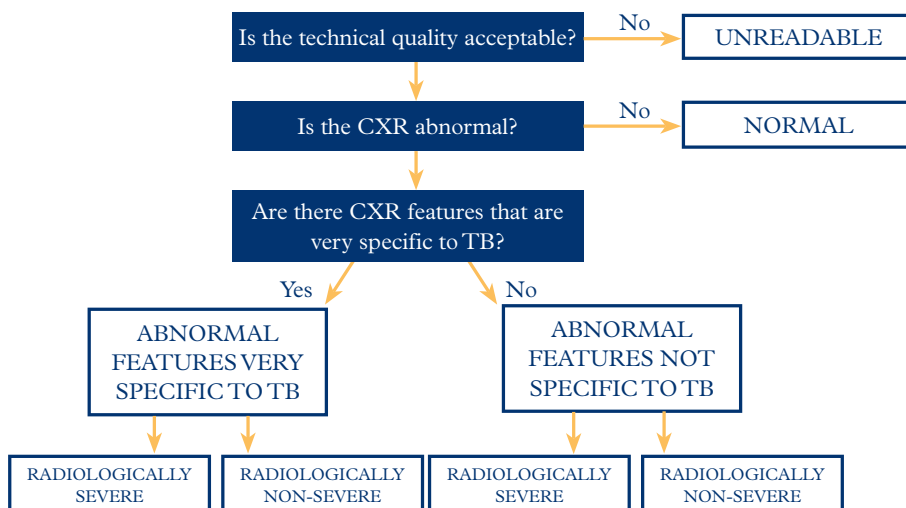 Is the technical quality acceptable?
No
UNREADABLE
Is the CXR abnormal?
No
NORMAL
Are there CXR features that are
very specific to TB?
Yes
No
ABNORMAL
FEATURES VERY
SPECIFIC TO TB
ABNORMAL
FEATURES NOT
SPECIFIC TO TB
RADIOLOGICALLY
SEVERE
RADIOLOGICALLY
NON-SEVERE
RADIOLOGICALLY
SEVERE
RADIOLOGICALLY
NON-SEVERE